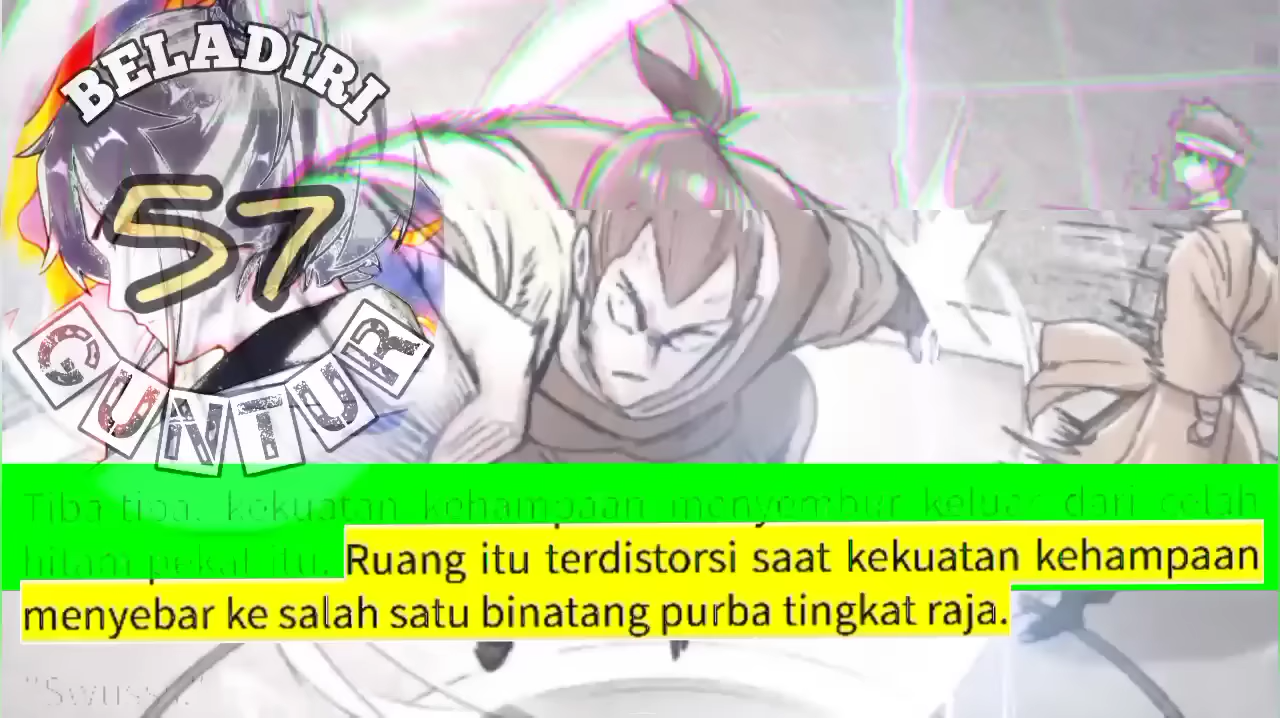 BELADIRI
57
GUNTUR
Tiba-tiba, kekuatan kehampaan menyembur keluar dari celah
hitam pekat itu. Ruang itu terdistorsi saat kekuatan kehampaan
menyebar ke salah satu binatang purba tingkat raja.